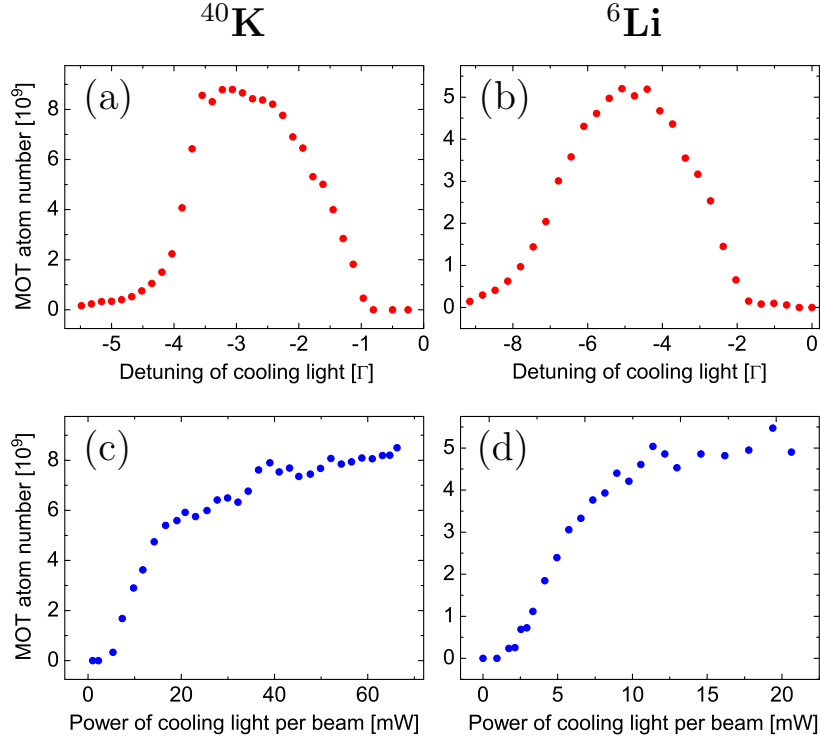 ⁴⁰K ⁶Li
(a) (b)
MOT atom number [10⁹]
8
6
4
2
0
5
4
3
2
1
0
-5 -4 -3 -2 -1 0
-8 -6 -4 -2 0
Detuning of cooling light [Γ] Detuning of cooling light [Γ]
(c) (d)
MOT atom number [10⁹]
8
6
4
2
0
5
4
3
2
1
0
0 20 40 60
0 5 10 15 20
Power of cooling light per beam [mW] Power of cooling light per beam [mW]